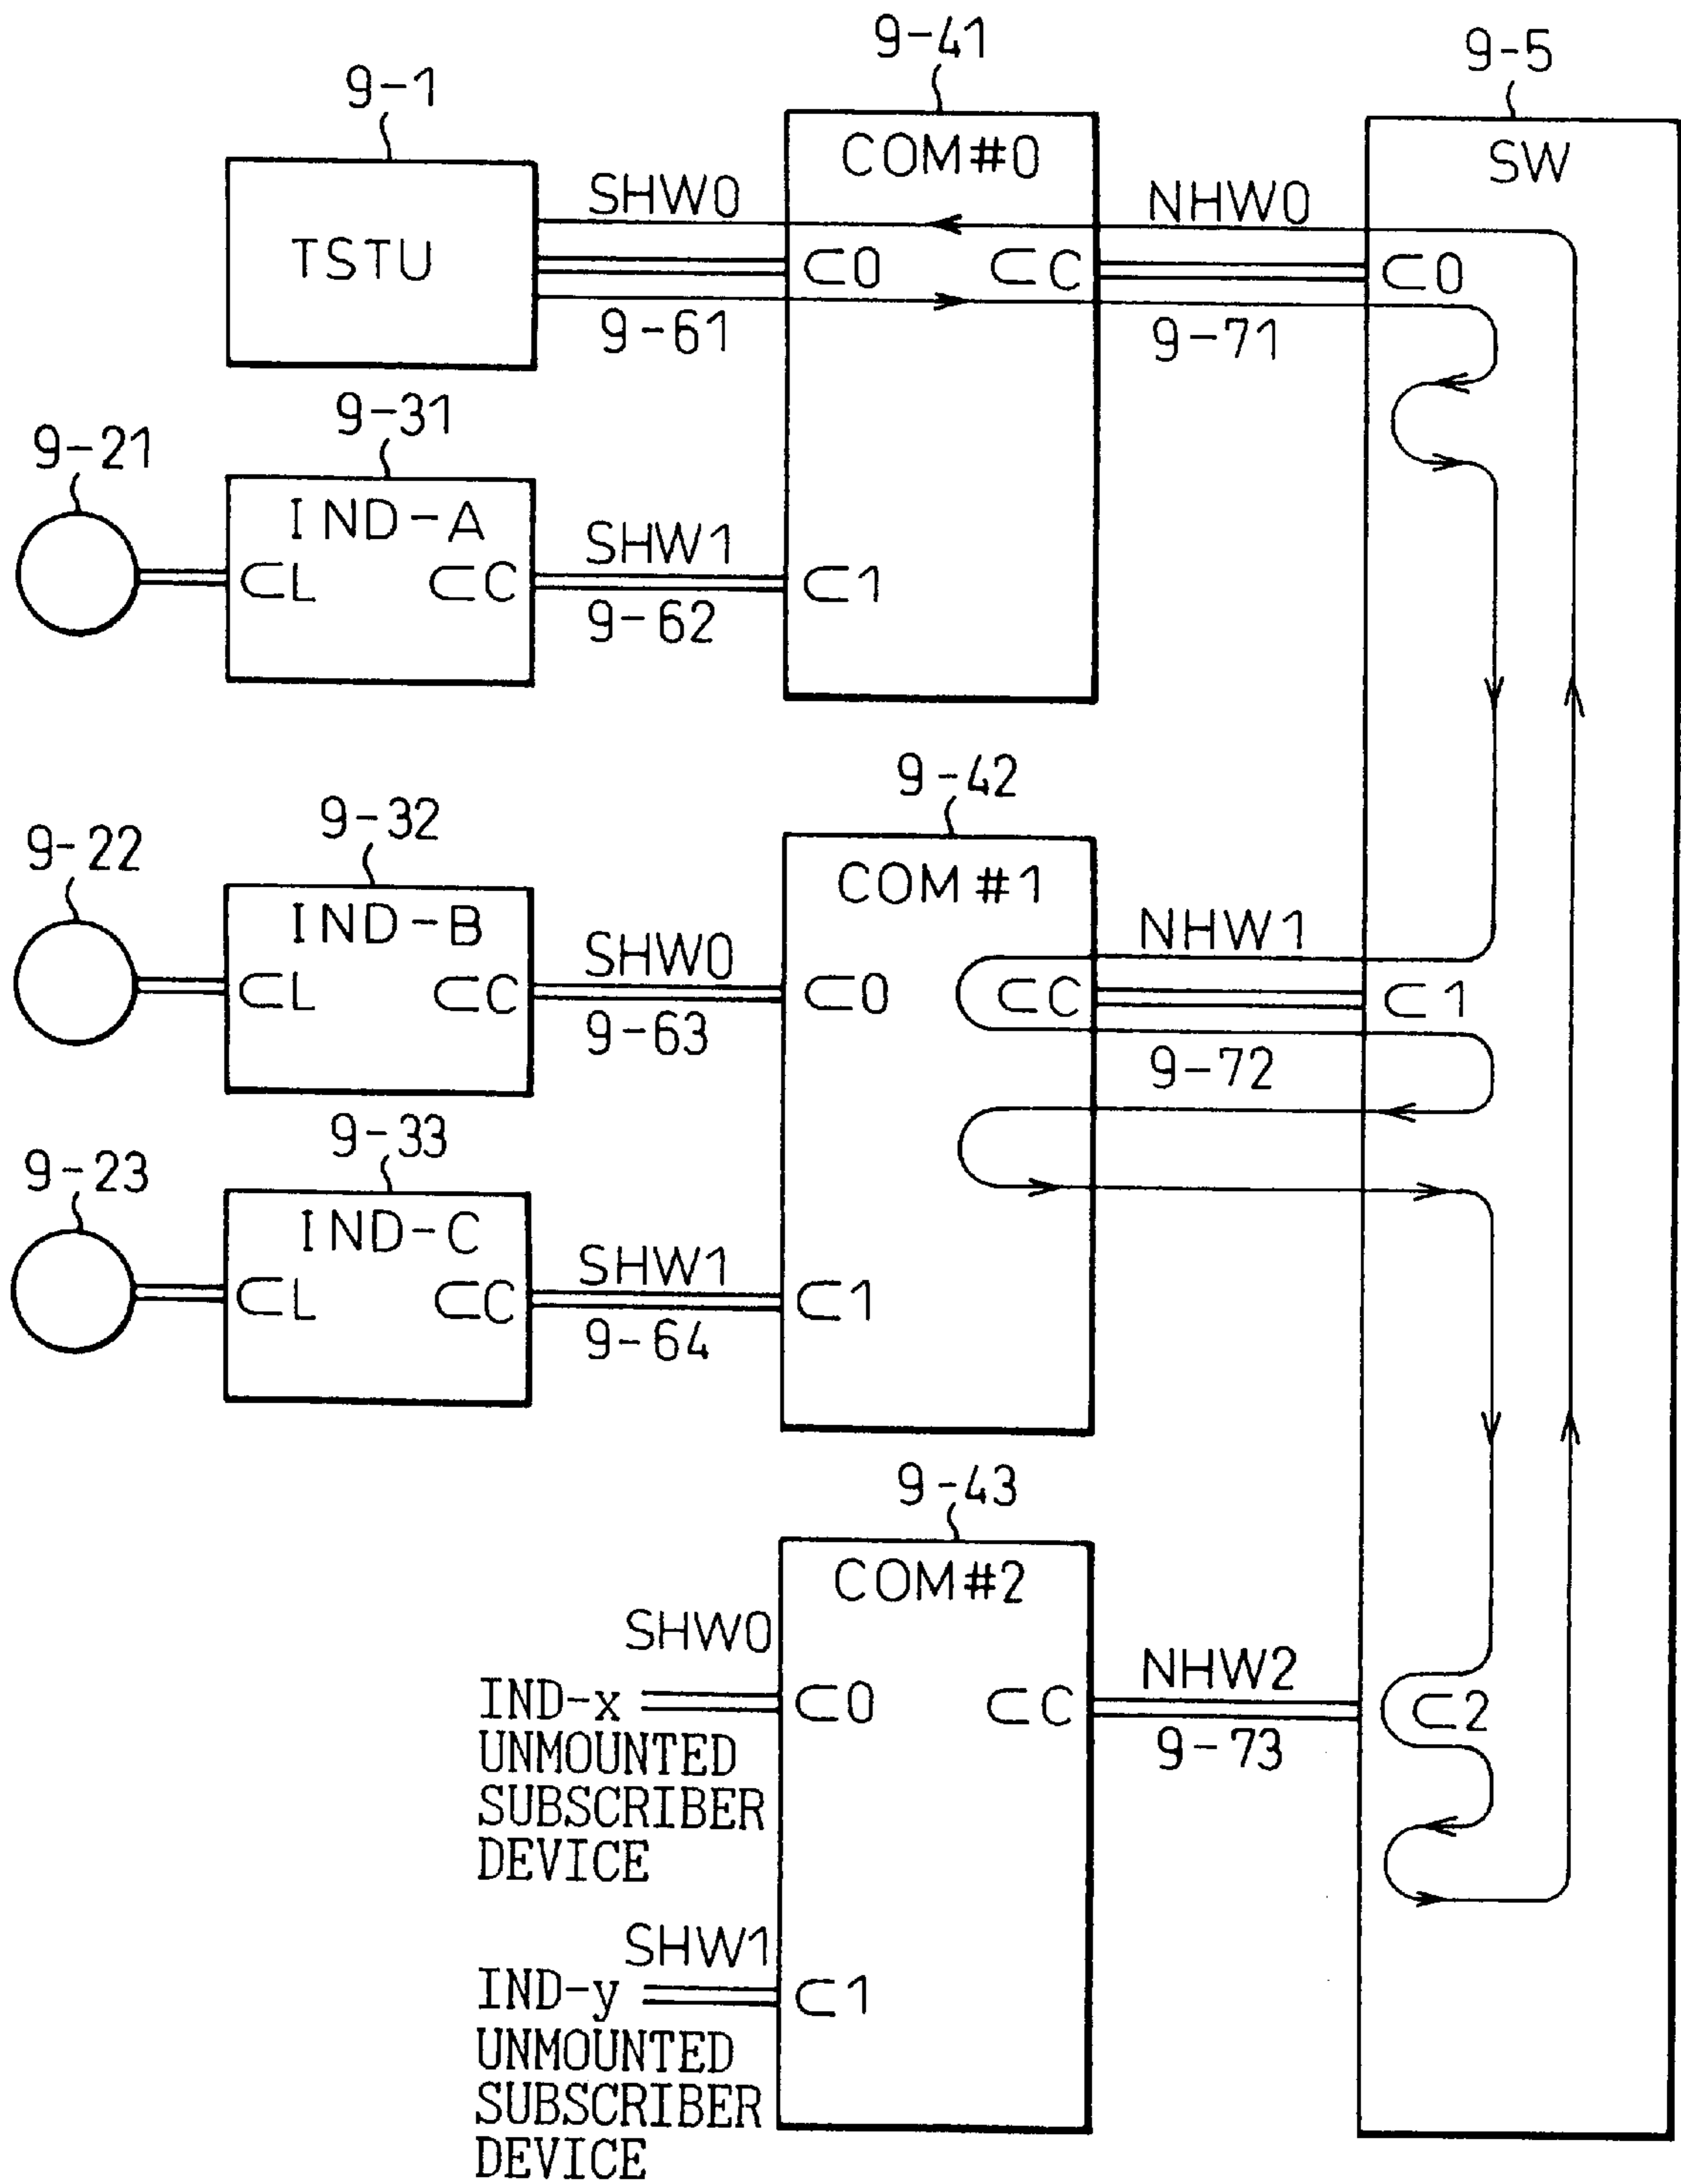 9-41
9-5
9-1
COM#0
SW
SHW0
NHW0
TSTU
⊂0
⊂C
⊂0
9-61
9-71
9-31
9-21
IND-A
SHW1
⊂L
⊂C
⊂1
9-62
9-42
9-32
9-22
COM#1
IND-B
NHW1
SHW0
⊂L
⊂C
⊂0
⊂C
⊂1
9-63
9-72
9-33
9-23
IND-C
SHW1
⊂L
⊂C
⊂1
9-64
9-43
COM#2
SHW0
NHW2
IND-x
⊂0
⊂C
⊂2
UNMOUNTED
9-73
SUBSCRIBER
DEVICE
SHW1
IND-y
⊂1
UNMOUNTED
SUBSCRIBER
DEVICE